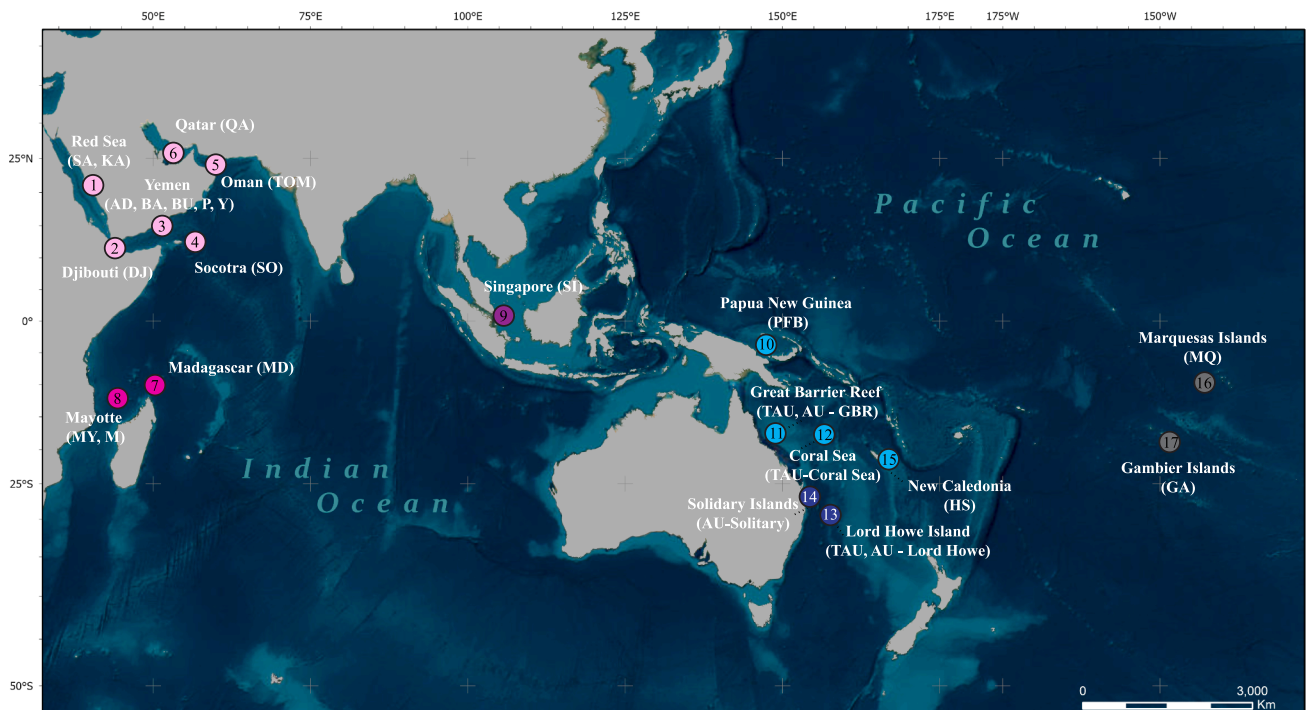 50°E 75°E 100°E 125°E 150°E 175°E 175°W 150°W
25°N
0°
25°S
50°S
Qatar (QA)
6
Red Sea
(SA, KA)
1
5
Oman (TOM)
Yemen
(AD, BA, BU, P, Y)
3
2
4
Djibouti (DJ)
Socotra (SO)
Pacific
Ocean
Singapore (SI)
9
Papua New Guinea
(PFB)
10
Marquesas Islands
(MQ)
16
Madagascar (MD)
7
8
Mayotte
(MY, M)
Great Barrier Reef
(TAU, AU - GBR)
11
12
Coral Sea
(TAU-Coral Sea)
15
New Caledonia
(HS)
17
Gambier Islands
(GA)
Indian
Ocean
14
Solidary Islands
(AU-Solitary)
13
Lord Howe Island
(TAU, AU - Lord Howe)
0 3,000
Km